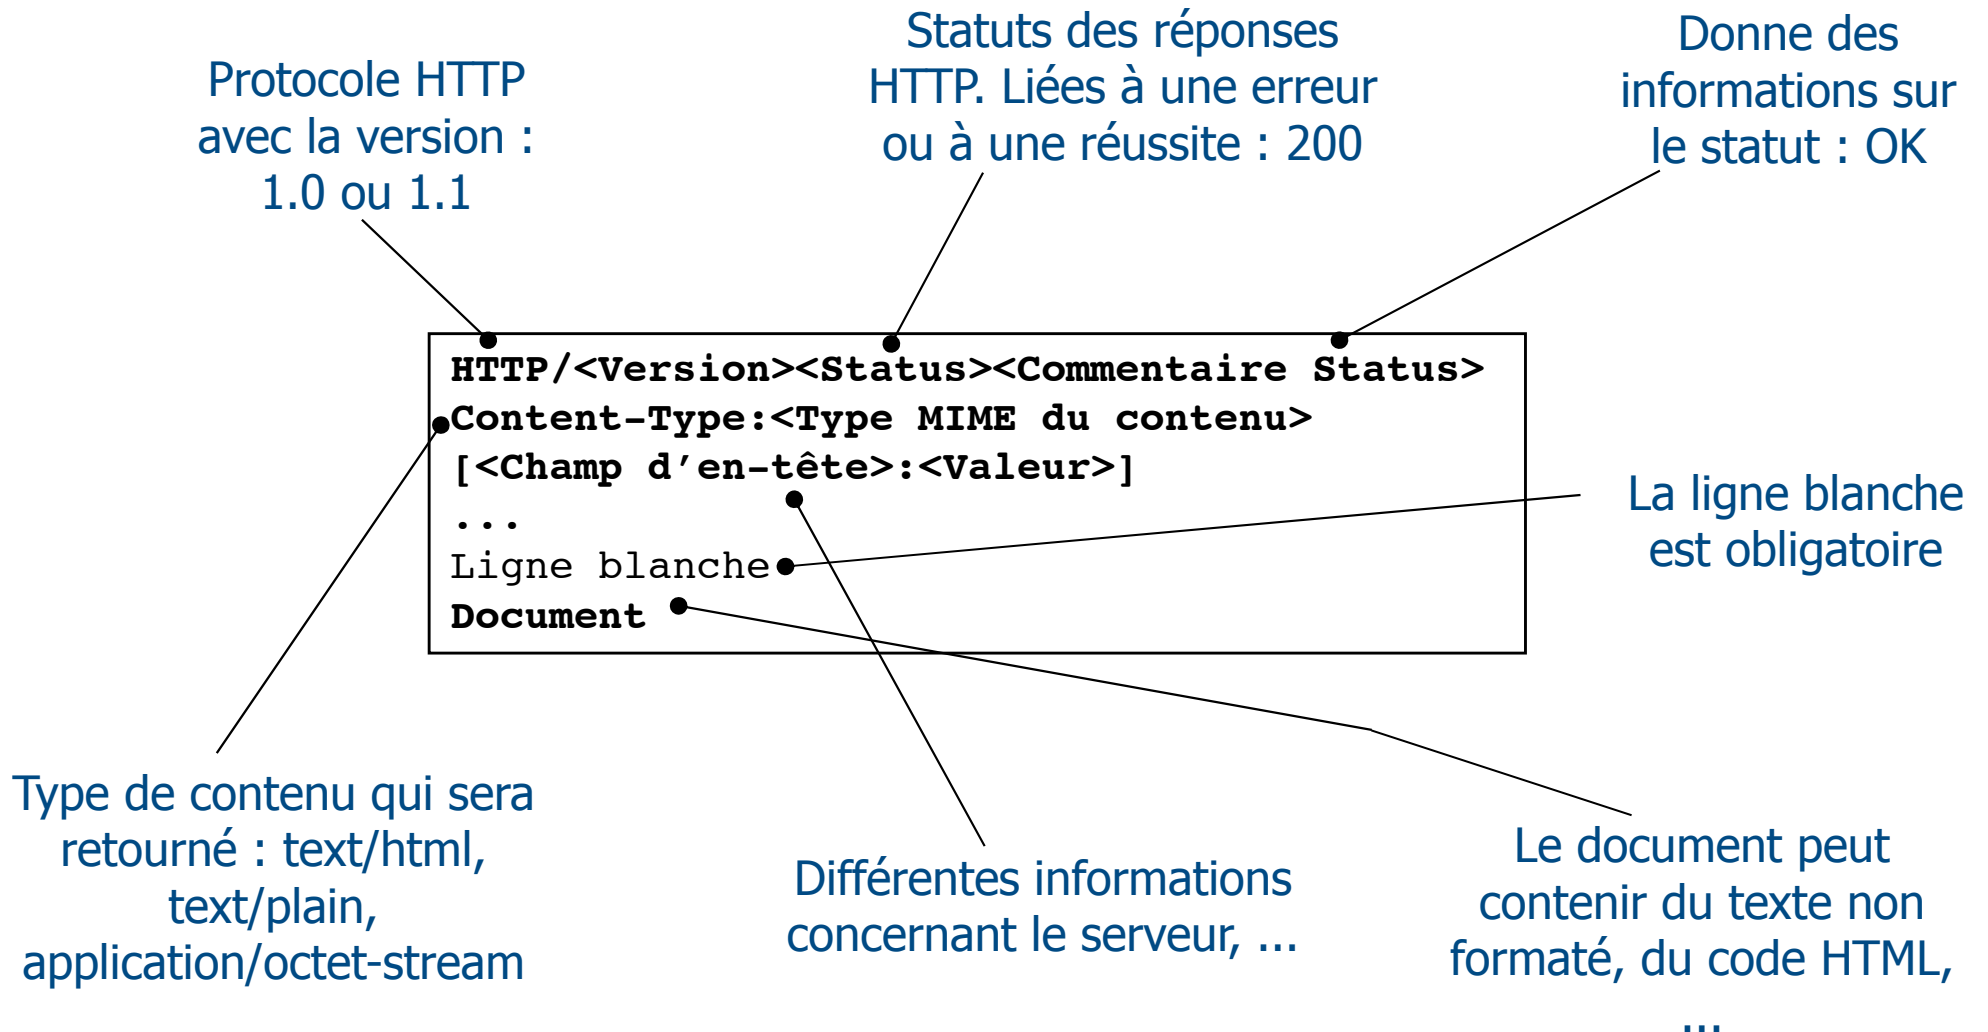 Protocole HTTP
avec la version :
1.0 ou 1.1
Statuts des réponses
HTTP. Liées à une erreur
ou à une réussite : 200
Donne des
informations sur
le statut : OK
HTTP/<Version><Status><Commentaire Status>
Content-Type:<Type MIME du contenu>
[<Champ d’en-tête>:<Valeur>]
...
Ligne blanche
Document
La ligne blanche
est obligatoire
Type de contenu qui sera
retourné : text/html,
text/plain,
application/octet-stream
Différentes informations
concernant le serveur, ...
Le document peut
contenir du texte non
formaté, du code HTML,
...